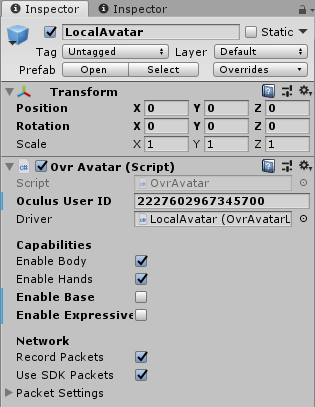 Inspector Inspector
LocalAvatar Static
Tag Untagged Layer Default
Prefab Open Select Overrides
Transform
Position X 0 Y 0 Z 0
Rotation X 0 Y 0 Z 0
Scale X 1 Y 1 Z 1
Ovr Avatar (Script)
Script OvrAvatar
Oculus User ID 2227602967345700
Driver LocalAvatar (OvrAvatarL
Capabilities
Enable Body
Enable Hands
Enable Base
Enable Expressive
Network
Record Packets
Use SDK Packets
Packet Settings